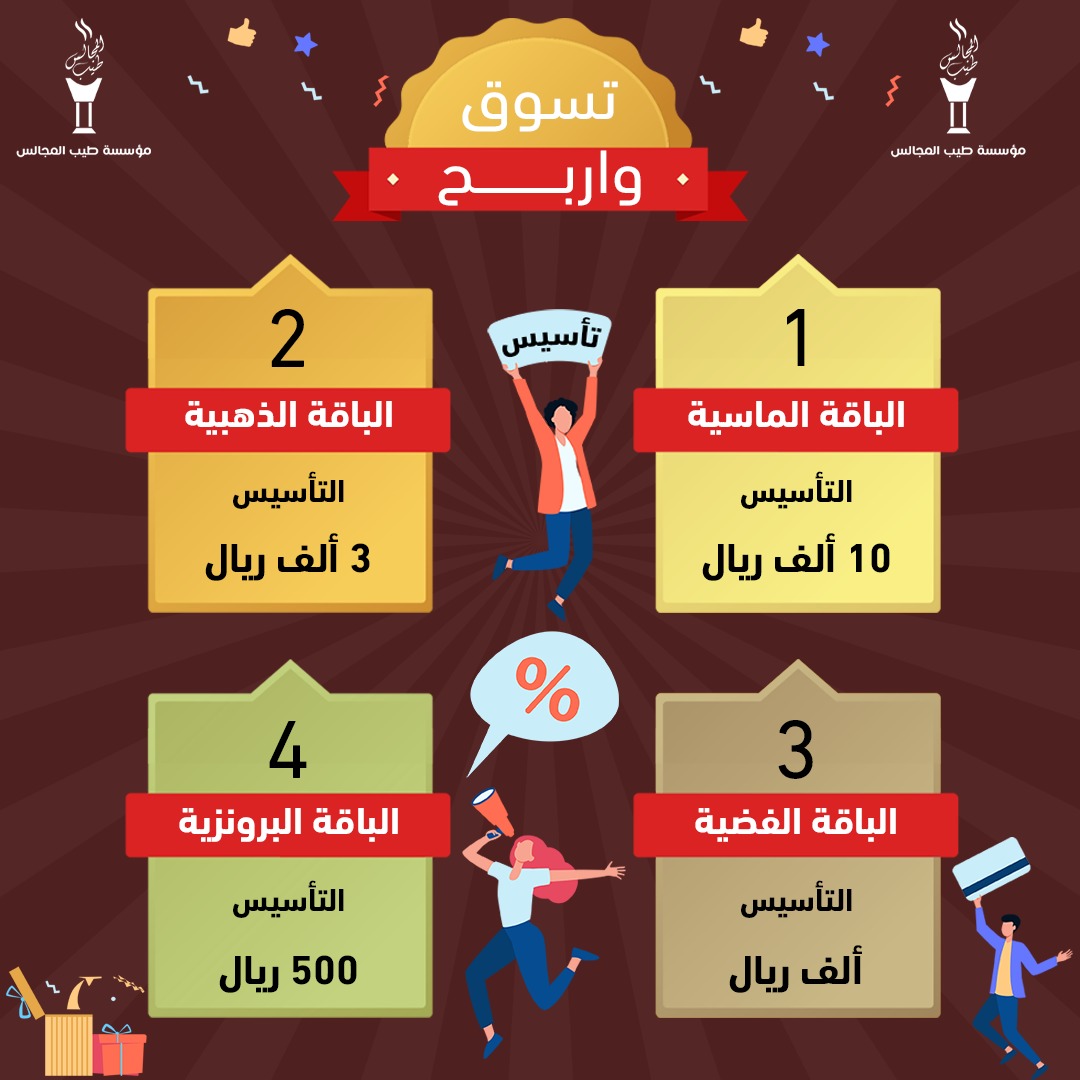 طيب المجالس
مؤسسة طيب المجالس
تسوق
واربـــــح
طيب المجالس
مؤسسة طيب المجالس
1
الباقة الماسية
التأسيس
10 ألف ريال
تأسيس
2
الباقة الذهبية
التأسيس
3 ألف ريال
%
3
الباقة الفضية
التأسيس
ألف ريال
4
الباقة البرونزية
التأسيس
500 ريال